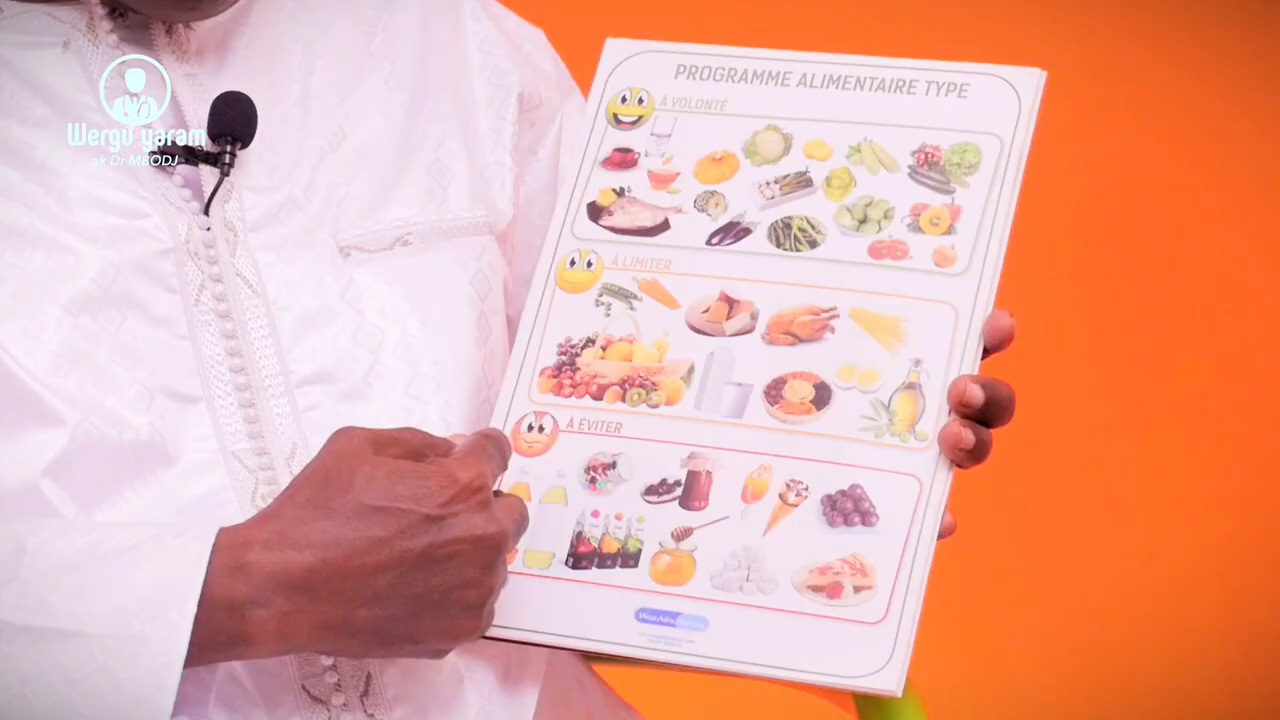 Wergu yaram
ak Dr MBODJ
PROGRAMME ALIMENTAIRE TYPE
À VOLONTÉ
À LIMITER
À ÉVITER